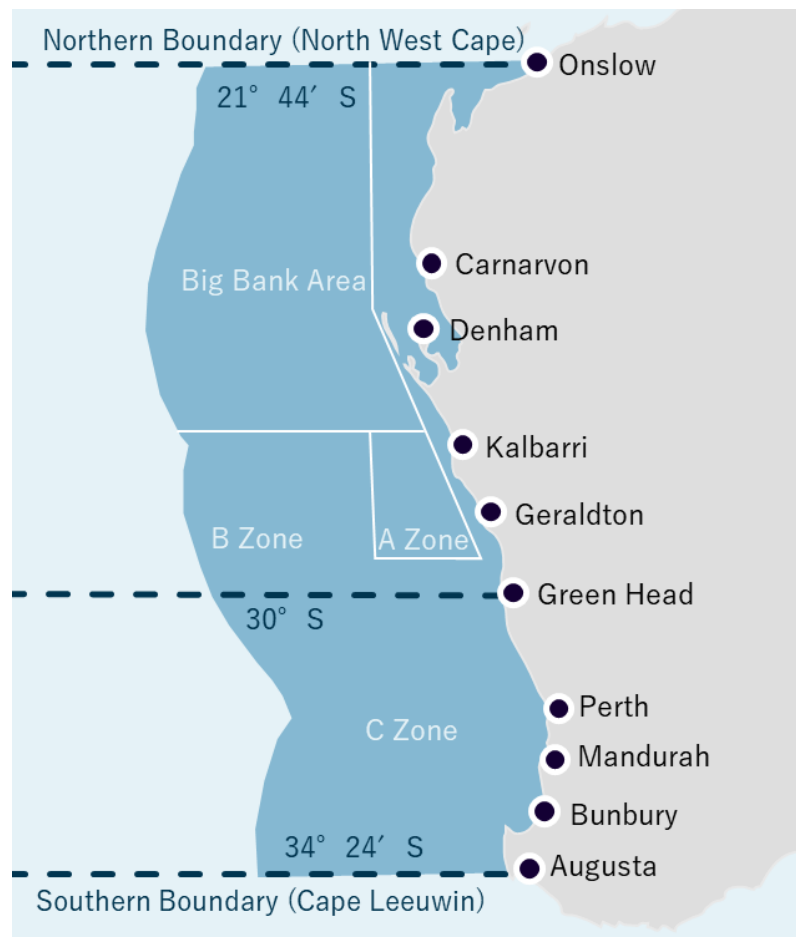 Northern Boundary (North West Cape)
Onslow
21° 44′ S
Carnarvon
Big Bank Area
Denham
Kalbarri
Geraldton
B Zone
A Zone
Green Head
30° S
Perth
C Zone
Mandurah
Bunbury
34° 24′ S
Augusta
Southern Boundary (Cape Leeuwin)